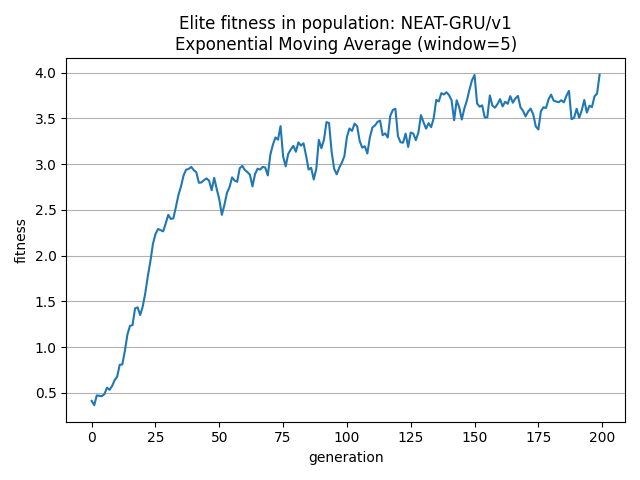 Elite fitness in population: NEAT-GRU/v1
Exponential Moving Average (window=5)
4.0
3.5
3.0
2.5
2.0
1.5
1.0
0.5
fitness
0 25 50 75 100 125 150 175 200
generation